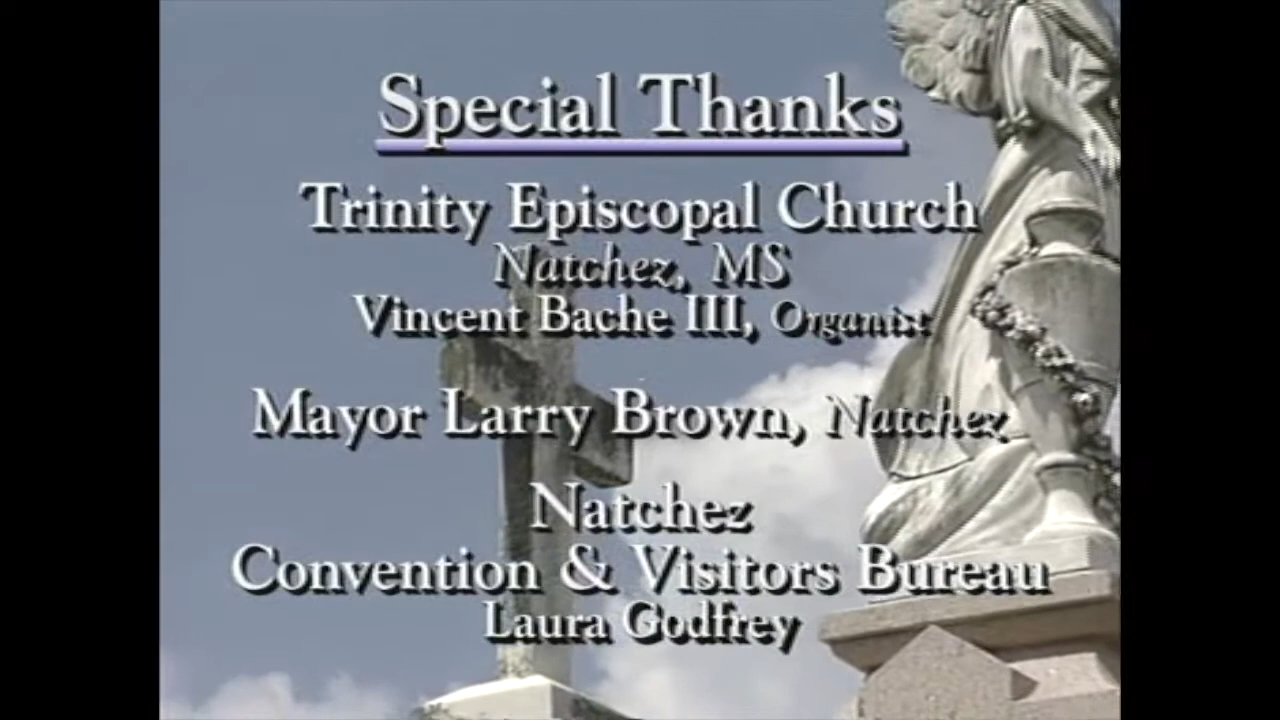 Special Thanks
Trinity Episcopal Church
Natchez, MS
Vincent Bache III, Organist
Mayor Larry Brown, Natchez
Natchez
Convention & Visitors Bureau
Laura Godfrey